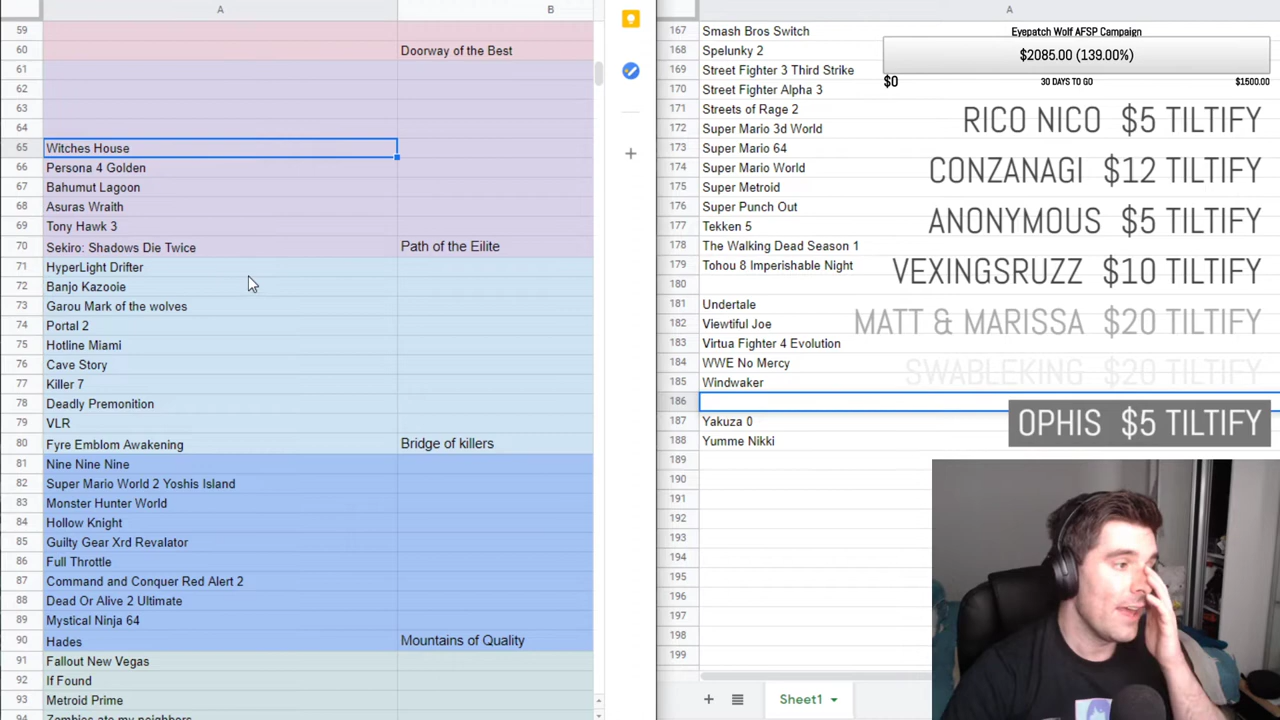 A
B
59
60 Doorway of the Best
61
62
63
64
65 Witches House
66 Persona 4 Golden
67 Bahumut Lagoon
68 Asuras Wraith
69 Tony Hawk 3
70 Sekiro: Shadows Die Twice Path of the Eilite
71 HyperLight Drifter
72 Banjo Kazooie
73 Garou Mark of the wolves
74 Portal 2
75 Hotline Miami
76 Cave Story
77 Killer 7
78 Deadly Premonition
79 VLR
80 Fyre Emblom Awakening Bridge of killers
81 Nine Nine Nine
82 Super Mario World 2 Yoshis Island
83 Monster Hunter World
84 Hollow Knight
85 Guilty Gear Xrd Revalator
86 Full Throttle
87 Command and Conquer Red Alert 2
88 Dead Or Alive 2 Ultimate
89 Mystical Ninja 64
90 Hades Mountains of Quality
91 Fallout New Vegas
92 If Found
93 Metroid Prime
94 Zombies ate my neighbors
A
167 Smash Bros Switch
168 Spelunky 2
169 Street Fighter 3 Third Strike
170 Street Fighter Alpha 3
171 Streets of Rage 2
172 Super Mario 3d World
173 Super Mario 64
174 Super Mario World
175 Super Metroid
176 Super Punch Out
177 Tekken 5
178 The Walking Dead Season 1
179 Tohou 8 Imperishable Night
180
181 Undertale
182 Viewtiful Joe
183 Virtua Fighter 4 Evolution
184 WWE No Mercy
185 Windwaker
186
187 Yakuza 0
188 Yumme Nikki
189
190
191
192
193
194
195
196
197
198
199
Sheet1
Eyepatch Wolf AFSP Campaign
$2085.00 (139.00%)
$0 30 DAYS TO GO $1500.00
RICO NICO $5 TILTIFY
CONZANAGI $12 TILTIFY
ANONYMOUS $5 TILTIFY
VEXINGSRUZZ $10 TILTIFY
MATT & MARISSA $20 TILTIFY
SWABLEKING $20 TILTIFY
OPHIS $5 TILTIFY